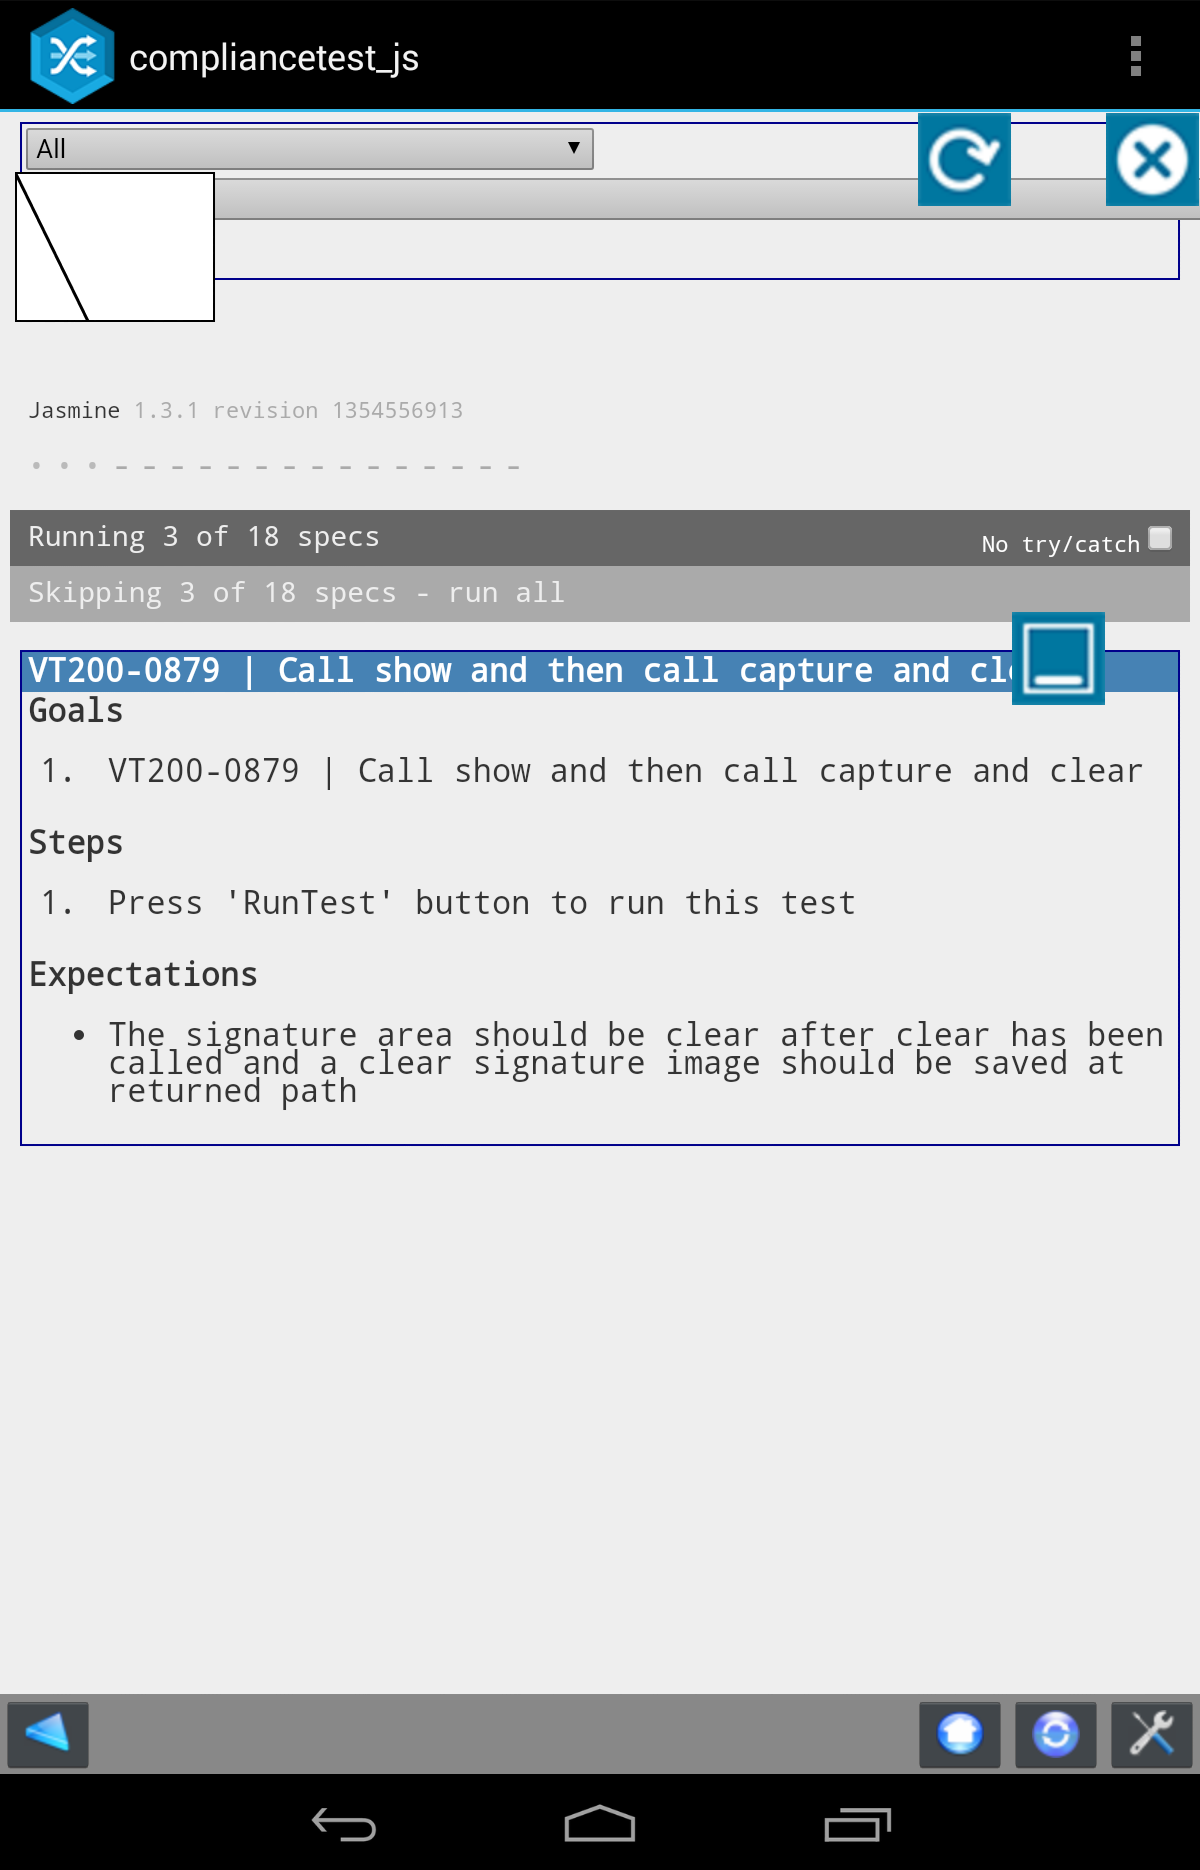 compliancetest_js
All
Jasmine 1.3.1 revision 1354556913
Running 3 of 18 specs
No try/catch
Skipping 3 of 18 specs - run all
VT200-0879 | Call show and then call capture and
Goals
1. VT200-0879 | Call show and then call capture and clear
Steps
1. Press 'RunTest' button to run this test
Expectations
• The signature area should be clear after clear has been
called and a clear signature image should be saved at
returned path